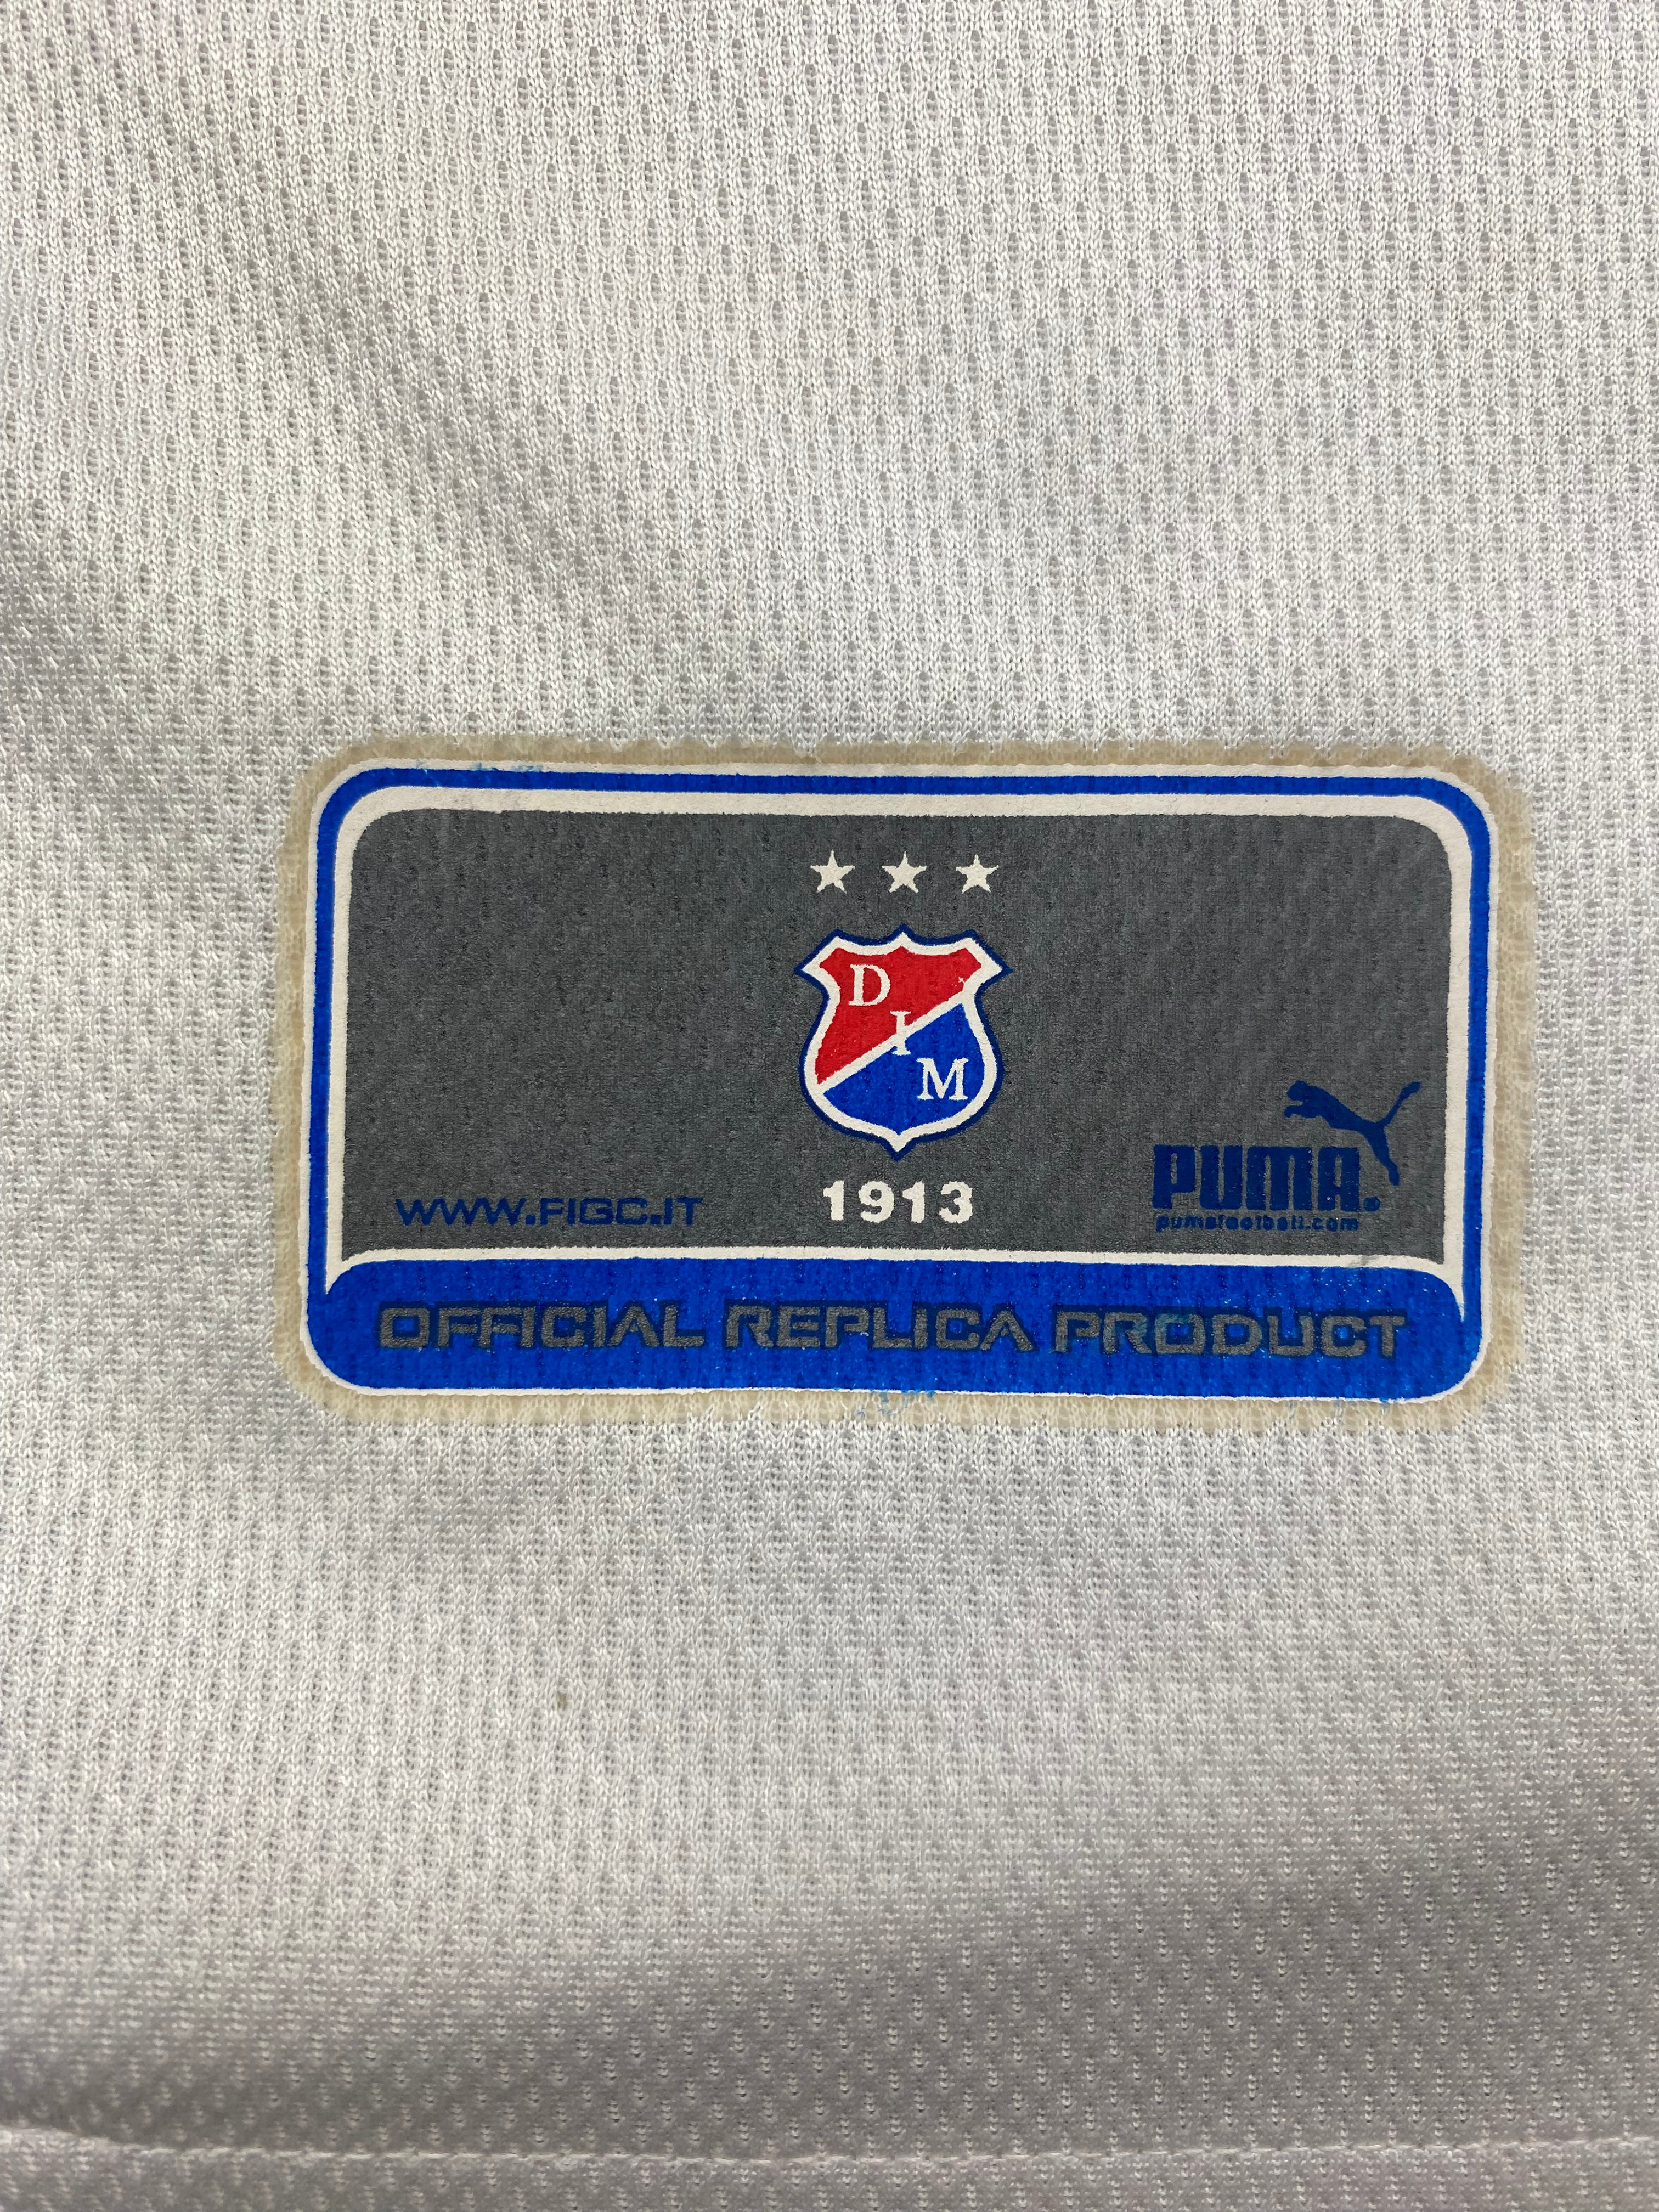 D
I
M
1913
WWW.FIGC.IT
PUMA.
pumafootball.com
OFFICIAL REPLICA PRODUCT